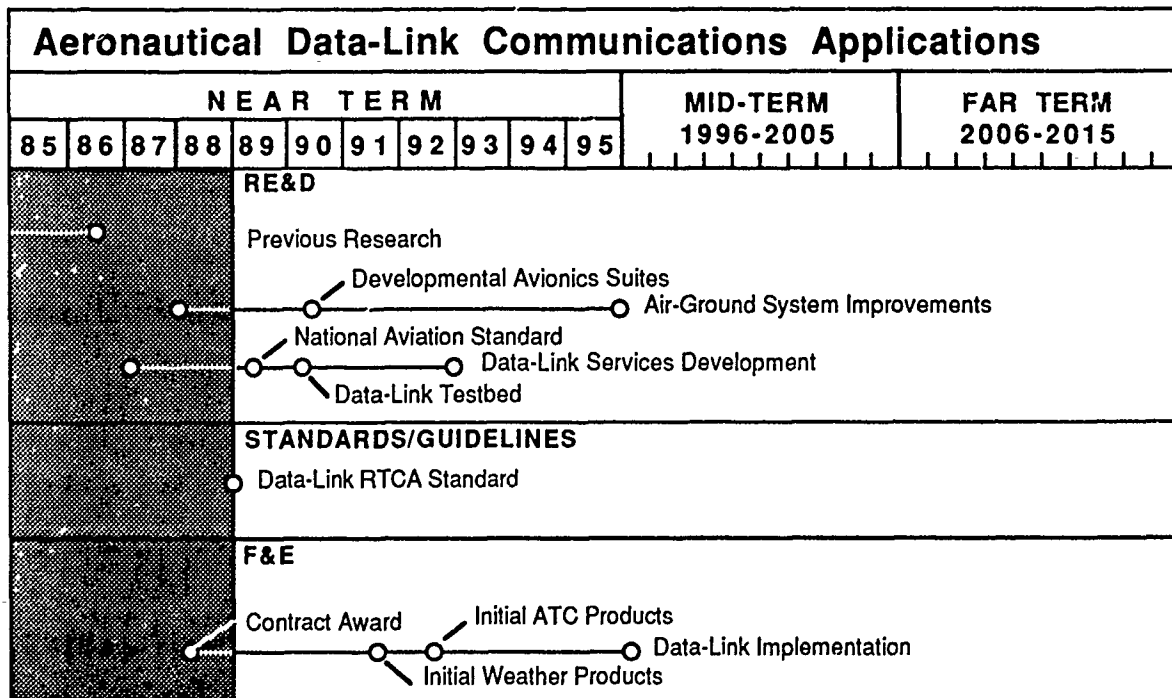 Aeronautical Data-Link Communications Applications
NEAR TERM
MID-TERM
1996-2005
FAR TERM
2006-2015
85 86 87 88 89 90 91 92 93 94 95
RE&D
Previous Research
Developmental Avionics Suites
Air-Ground System Improvements
National Aviation Standard
Data-Link Services Development
Data-Link Testbed
STANDARDS/GUIDELINES
Data-Link RTCA Standard
F&E
Contract Award
Initial ATC Products
Data-Link Implementation
Initial Weather Products